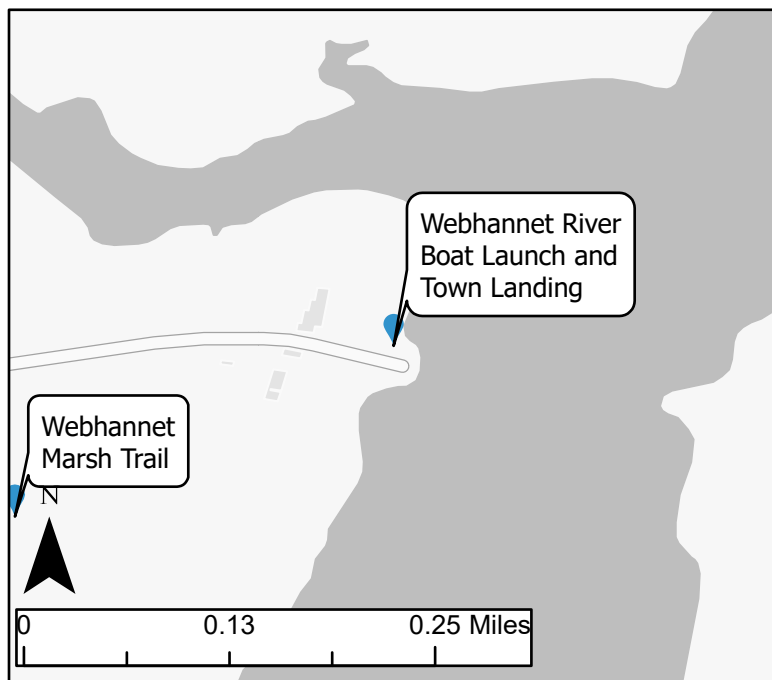 Webhannet River
Boat Launch and
Town Landing
Webhannet
Marsh Trail
N
0 0.13 0.25 Miles